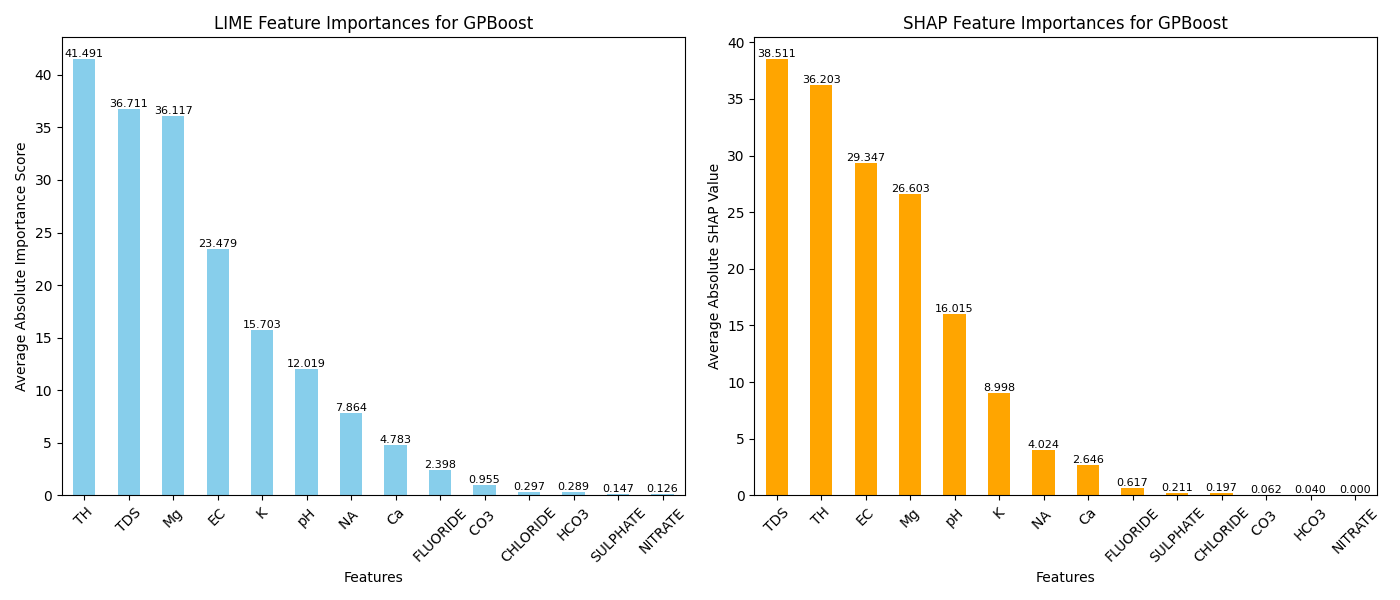 LIME Feature Importances for GPBoost
Average Absolute Importance Score
40
35
30
25
20
15
10
5
0
41.491
36.711
36.117
23.479
15.703
12.019
7.864
4.783
2.398
0.955
0.297
0.289
0.147
0.126
TH
TDS
Mg
EC
K
pH
NA
Ca
FLUORIDE
CO3
CHLORIDE
HCO3
SULPHATE
NITRATE
Features
SHAP Feature Importances for GPBoost
Average Absolute SHAP Value
40
35
30
25
20
15
10
5
0
38.511
36.203
29.347
26.603
16.015
8.998
4.024
2.646
0.617
0.211
0.197
0.062
0.040
0.000
TDS
TH
EC
Mg
pH
K
NA
Ca
FLUORIDE
SULPHATE
CHLORIDE
CO3
HCO3
NITRATE
Features